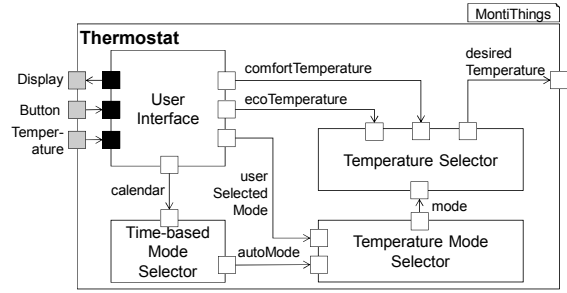 MontiThings
Thermostat
desired
Temperature
Display
Button
Temper-
ature
User
Interface
comfortTemperature
ecoTemperature
Temperature Selector
calendar
user
Selected
Mode
mode
Time-based
Mode
Selector
autoMode
Temperature Mode
Selector